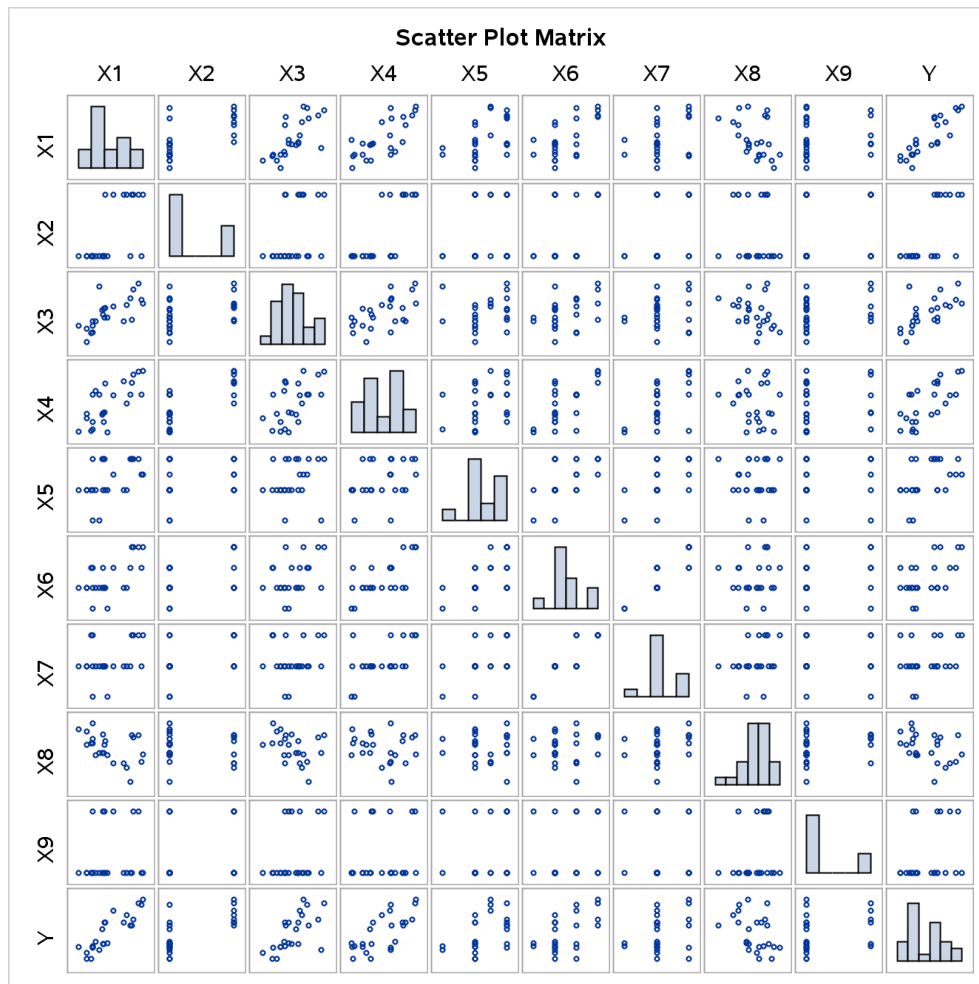 Scatter Plot Matrix
X1 X2 X3 X4 X5 X6 X7 X8 X9 Y
X1
X2
X3
X4
X5
X6
X7
X8
X9
Y